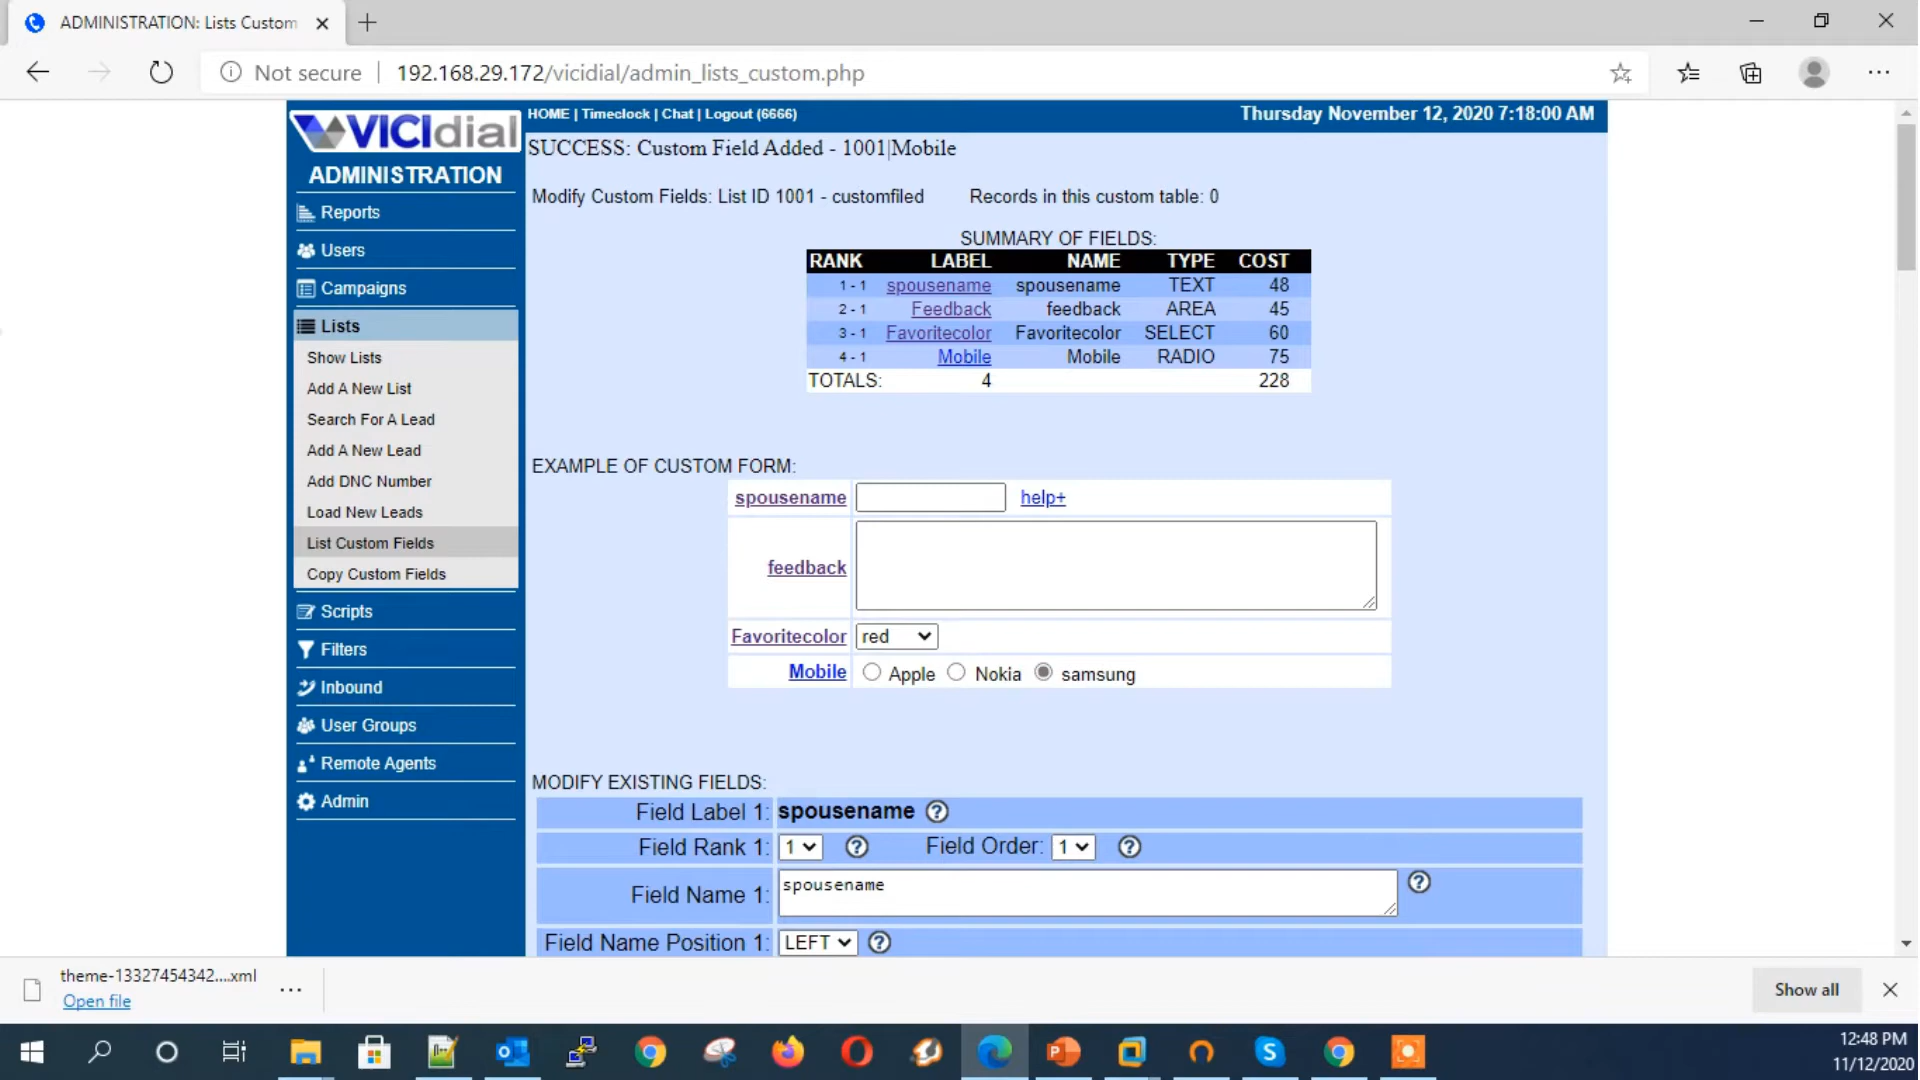 ADMINISTRATION: Lists Custom
Not secure | 192.168.29.172/vicidial/admin_lists_custom.php
VICIdial
HOME | Timeclock | Chat | Logout (6666)
Thursday November 12, 2020 7:18:00 AM
ADMINISTRATION
Reports
Users
Campaigns
Lists
Show Lists
Add A New List
Search For A Lead
Add A New Lead
Add DNC Number
Load New Leads
List Custom Fields
Copy Custom Fields
Scripts
Filters
Inbound
User Groups
Remote Agents
Admin
SUCCESS: Custom Field Added - 1001|Mobile
Modify Custom Fields: List ID 1001 - customfiled Records in this custom table: 0
SUMMARY OF FIELDS:
RANK LABEL NAME TYPE COST
1 - 1 spousename spousename TEXT 48
2 - 1 Feedback feedback AREA 45
3 - 1 Favoritecolor Favoritecolor SELECT 60
4 - 1 Mobile Mobile RADIO 75
TOTALS: 4 228
EXAMPLE OF CUSTOM FORM:
spousename help+
feedback
Favoritecolor red
Mobile Apple Nokia samsung
MODIFY EXISTING FIELDS:
Field Label 1: spousename ?
Field Rank 1: 1 ? Field Order: 1 ?
Field Name 1: spousename ?
Field Name Position 1: LEFT ?
theme-13327454342....xml
Open file
Show all
12:48 PM
11/12/2020